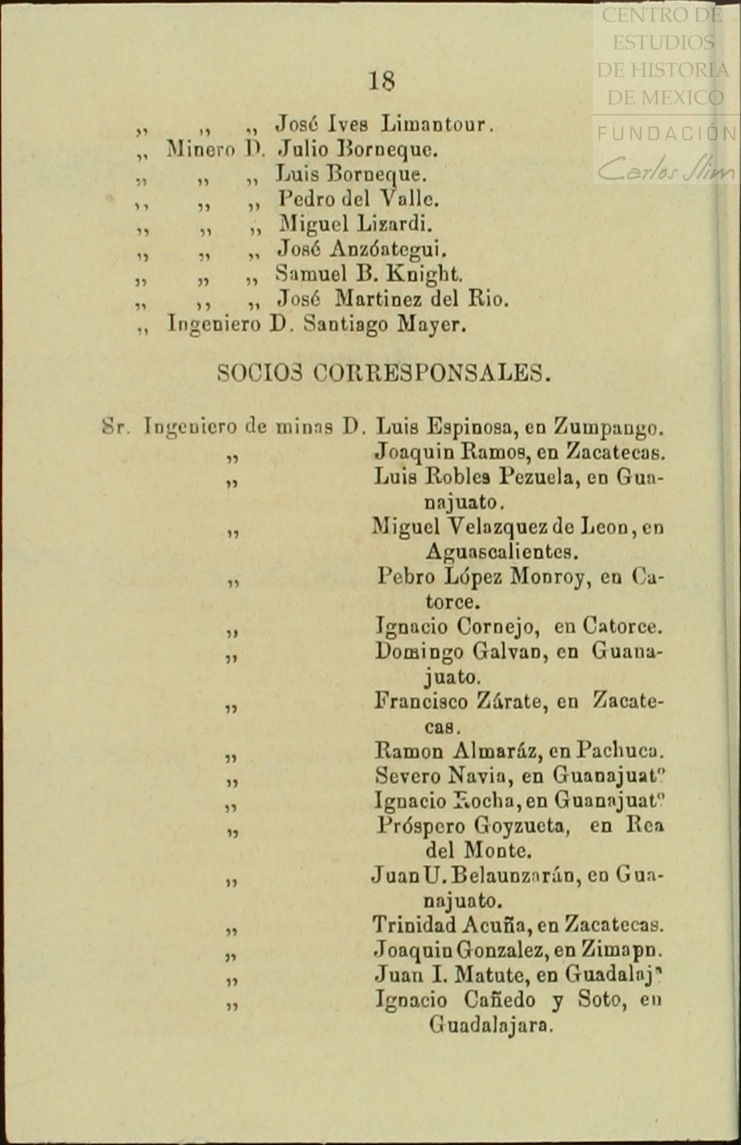 CENTRO DE
ESTUDIOS
DE HISTORIA
DE MEXICO
FUNDACIÓN
Carlos Slim
18
„ „ „ José Ives Limantour.
„ Minero D. Julio Borneque.
„ „ „ Luis Borneque.
„ „ „ Pedro del Valle.
„ „ „ Miguel Lizardi.
„ „ „ José Anzóategui.
„ „ „ Samuel B. Knight.
„ „ „ José Martinez del Rio.
„ Ingeniero D. Santiago Mayer.
SOCIOS CORRESPONSALES.
Sr. Ingeniero de minas D. Luis Espinosa, en Zumpango.
„ Joaquin Ramos, en Zacatecas.
„ Luis Robles Pezuela, en Gua-
najuato.
„ Miguel Velazquez de Leon, en
Aguascalientes.
„ Pebro López Monroy, en Ca-
torce.
„ Ignacio Cornejo, en Catorce.
„ Domingo Galvan, en Guana-
juato.
„ Francisco Zárate, en Zacate-
cas.
„ Ramon Almaráz, en Pachuca.
„ Severo Navia, en Guanajuatº
„ Ignacio Rocha, en Guanajuatº
„ Próspero Goyzueta, en Rea
del Monte.
„ Juan U. Belaunzarán, en Gua-
najuato.
„ Trinidad Acuña, en Zacatecas.
„ Joaquin Gonzalez, en Zimapn.
„ Juan I. Matute, en Guadalajª
„ Ignacio Cañedo y Soto, en
Guadalajara.